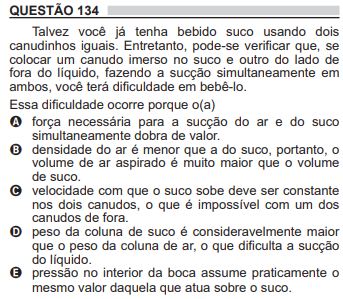 QUESTÃO 134
Talvez você já tenha bebido suco usando dois
canudinhos iguais. Entretanto, pode-se verificar que, se
colocar um canudo imerso no suco e outro do lado de
fora do líquido, fazendo a sucção simultaneamente em
ambos, você terá dificuldade em bebê-lo.
Essa dificuldade ocorre porque o(a)
A força necessária para a sucção do ar e do suco
simultaneamente dobra de valor.
B densidade do ar é menor que a do suco, portanto, o
volume de ar aspirado é muito maior que o volume
de suco.
C velocidade com que o suco sobe deve ser constante
nos dois canudos, o que é impossível com um dos
canudos de fora.
D peso da coluna de suco é consideravelmente maior
que o peso da coluna de ar, o que dificulta a sucção
do líquido.
E pressão no interior da boca assume praticamente o
mesmo valor daquela que atua sobre o suco.